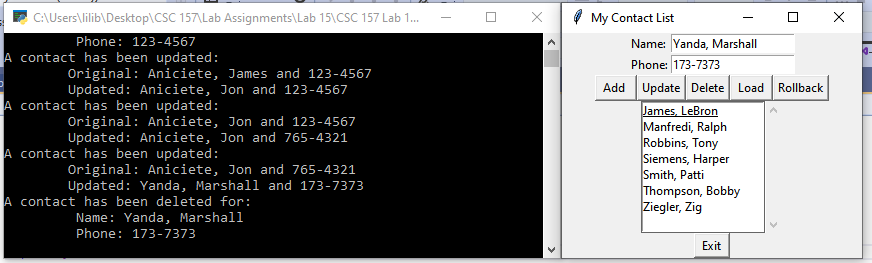 C:\Users\lilib\Desktop\CSC 157\Lab Assignments\Lab 15\CSC 157 Lab 1...
Phone: 123-4567
A contact has been updated:
Original: Aniciete, James and 123-4567
Updated: Aniciete, Jon and 123-4567
A contact has been updated:
Original: Aniciete, Jon and 123-4567
Updated: Aniciete, Jon and 765-4321
A contact has been updated:
Original: Aniciete, Jon and 765-4321
Updated: Yanda, Marshall and 173-7373
A contact has been deleted for:
Name: Yanda, Marshall
Phone: 173-7373
My Contact List
Name: Yanda, Marshall
Phone: 173-7373
Add Update Delete Load Rollback
James, LeBron
Manfredi, Ralph
Robbins, Tony
Siemens, Harper
Smith, Patti
Thompson, Bobby
Ziegler, Zig
Exit